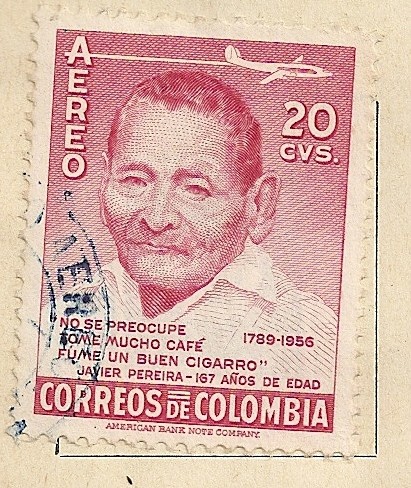 AEREO
20
CVS.
NO SE PREOCUPE
TOME MUCHO CAFÉ 1789-1956
FUME UN BUEN CIGARRO"
JAVIER PEREIRA - 167 AÑOS DE EDAD
CORREOS DE COLOMBIA
AMERICAN BANK NOTE COMPANY.